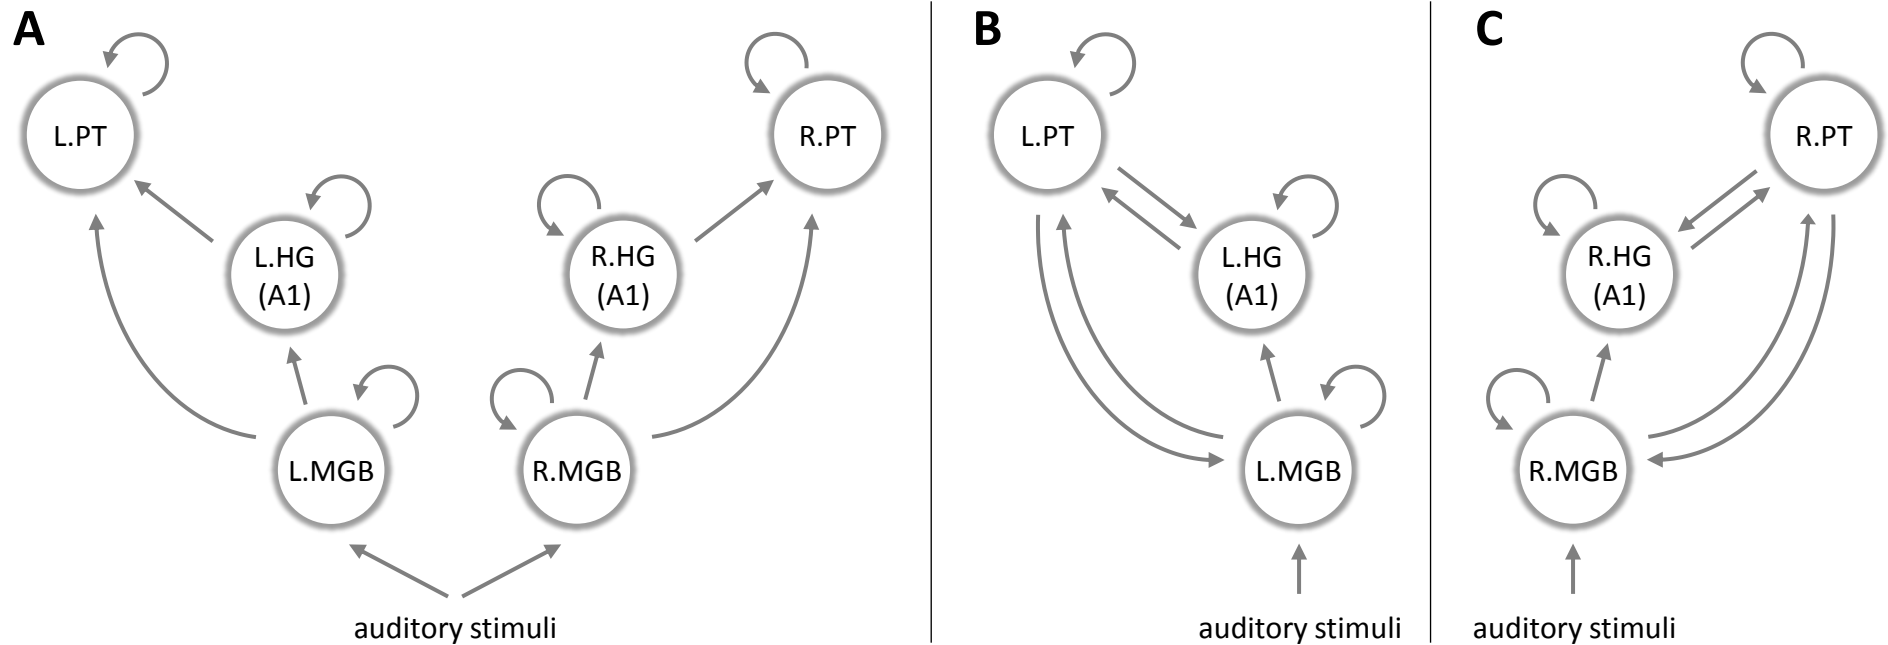 A
L.PT
R.PT
L.HG
(A1)
R.HG
(A1)
L.MGB
R.MGB
auditory stimuli
B
L.PT
L.HG
(A1)
L.MGB
auditory stimuli
C
R.PT
R.HG
(A1)
R.MGB
auditory stimuli